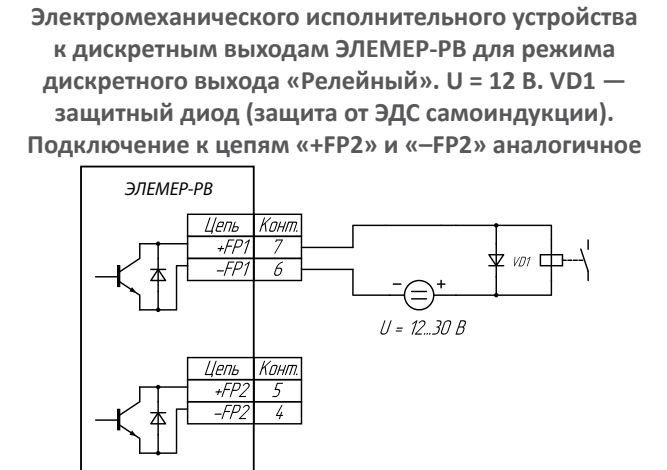 Электромеханического исполнительного устройства
к дискретным выходам ЭЛЕМЕР-РВ для режима
дискретного выхода «Релейный». U = 12 В. VD1 —
защитный диод (защита от ЭДС самоиндукции).
Подключение к цепям «+FP2» и «–FP2» аналогичное
ЭЛЕМЕР-РВ
Цепь Конт.
+FP1 7
–FP1 6
VD1
– +
U = 12...30 В
Цепь Конт.
+FP2 5
–FP2 4